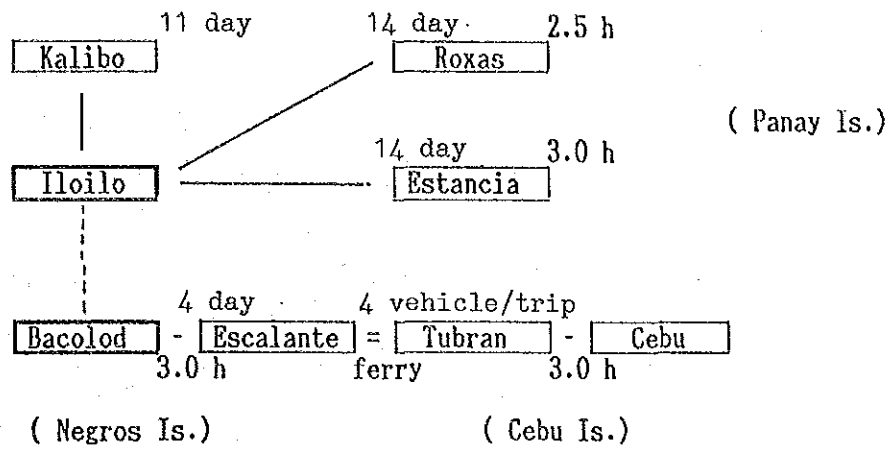 11 day 14 day 2.5 h
Kalibo Roxas
( Panay Is.)
14 day 3.0 h
Iloilo Estancia
4 day 4 vehicle/trip
Bacolod - Escalante = Tubran - Cebu
3.0 h ferry 3.0 h
( Negros Is.) ( Cebu Is.)